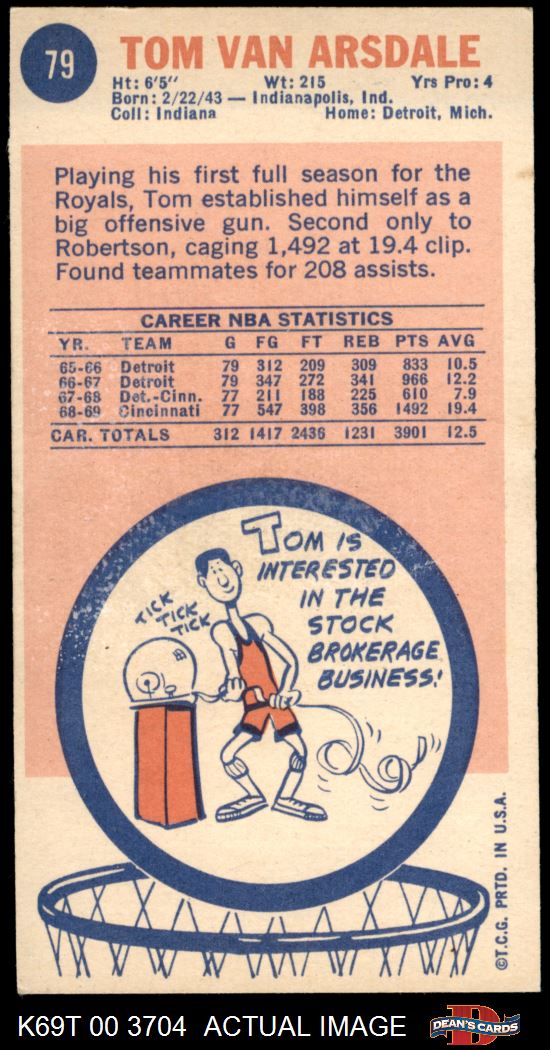 79
TOM VAN ARSDALE
Ht: 6'5" Wt: 215 Yrs Pro: 4
Born: 2/22/43 — Indianapolis, Ind.
Coll: Indiana Home: Detroit, Mich.
Playing his first full season for the
Royals, Tom established himself as a
big offensive gun. Second only to
Robertson, caging 1,492 at 19.4 clip.
Found teammates for 208 assists.
CAREER NBA STATISTICS
YR. TEAM G FG FT REB PTS AVG
65-66 Detroit 79 312 209 309 833 10.5
66-67 Detroit 79 347 272 341 966 12.2
67-68 Det.-Cinn. 77 211 188 225 610 7.9
68-69 Cincinnati 77 547 398 356 1492 19.4
CAR. TOTALS 312 1417 2436 1231 3901 12.5
TOM IS
INTERESTED
IN THE
STOCK
BROKERAGE
BUSINESS!
TICK
TICK
TICK
©T.C.G. PRTD. IN U.S.A.
K69T 00 3704 ACTUAL IMAGE
D
DEAN'S CARDS